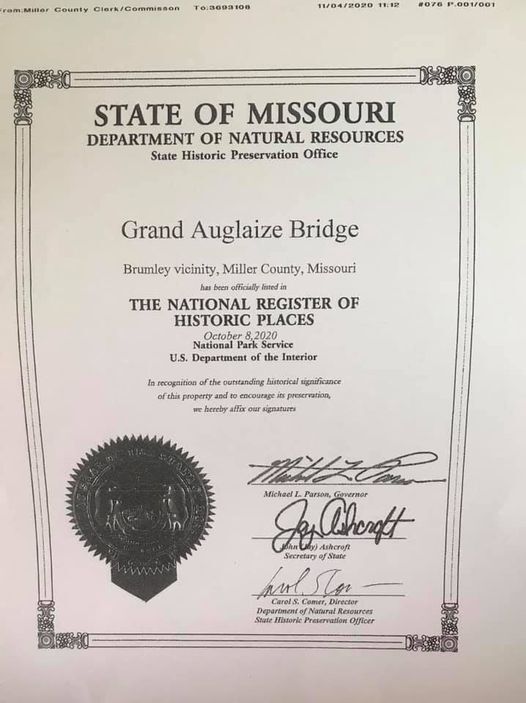 From:Miller County Clerk/Commisson To:3693108 11/04/2020 11:12 #076 P.001/001
STATE OF MISSOURI
DEPARTMENT OF NATURAL RESOURCES
State Historic Preservation Office
Grand Auglaize Bridge
Brumley vicinity, Miller County, Missouri
has been officially listed in
THE NATIONAL REGISTER OF
HISTORIC PLACES
October 8,2020
National Park Service
U.S. Department of the Interior
In recognition of the outstanding historical significance
of this property and to encourage its preservation,
we hereby affix our signatures
Michael L. Parson, Governor
Jay Ashcroft
John (Jay) Ashcroft
Secretary of State
Carol S. Comer, Director
Department of Natural Resources
State Historic Preservation Officer